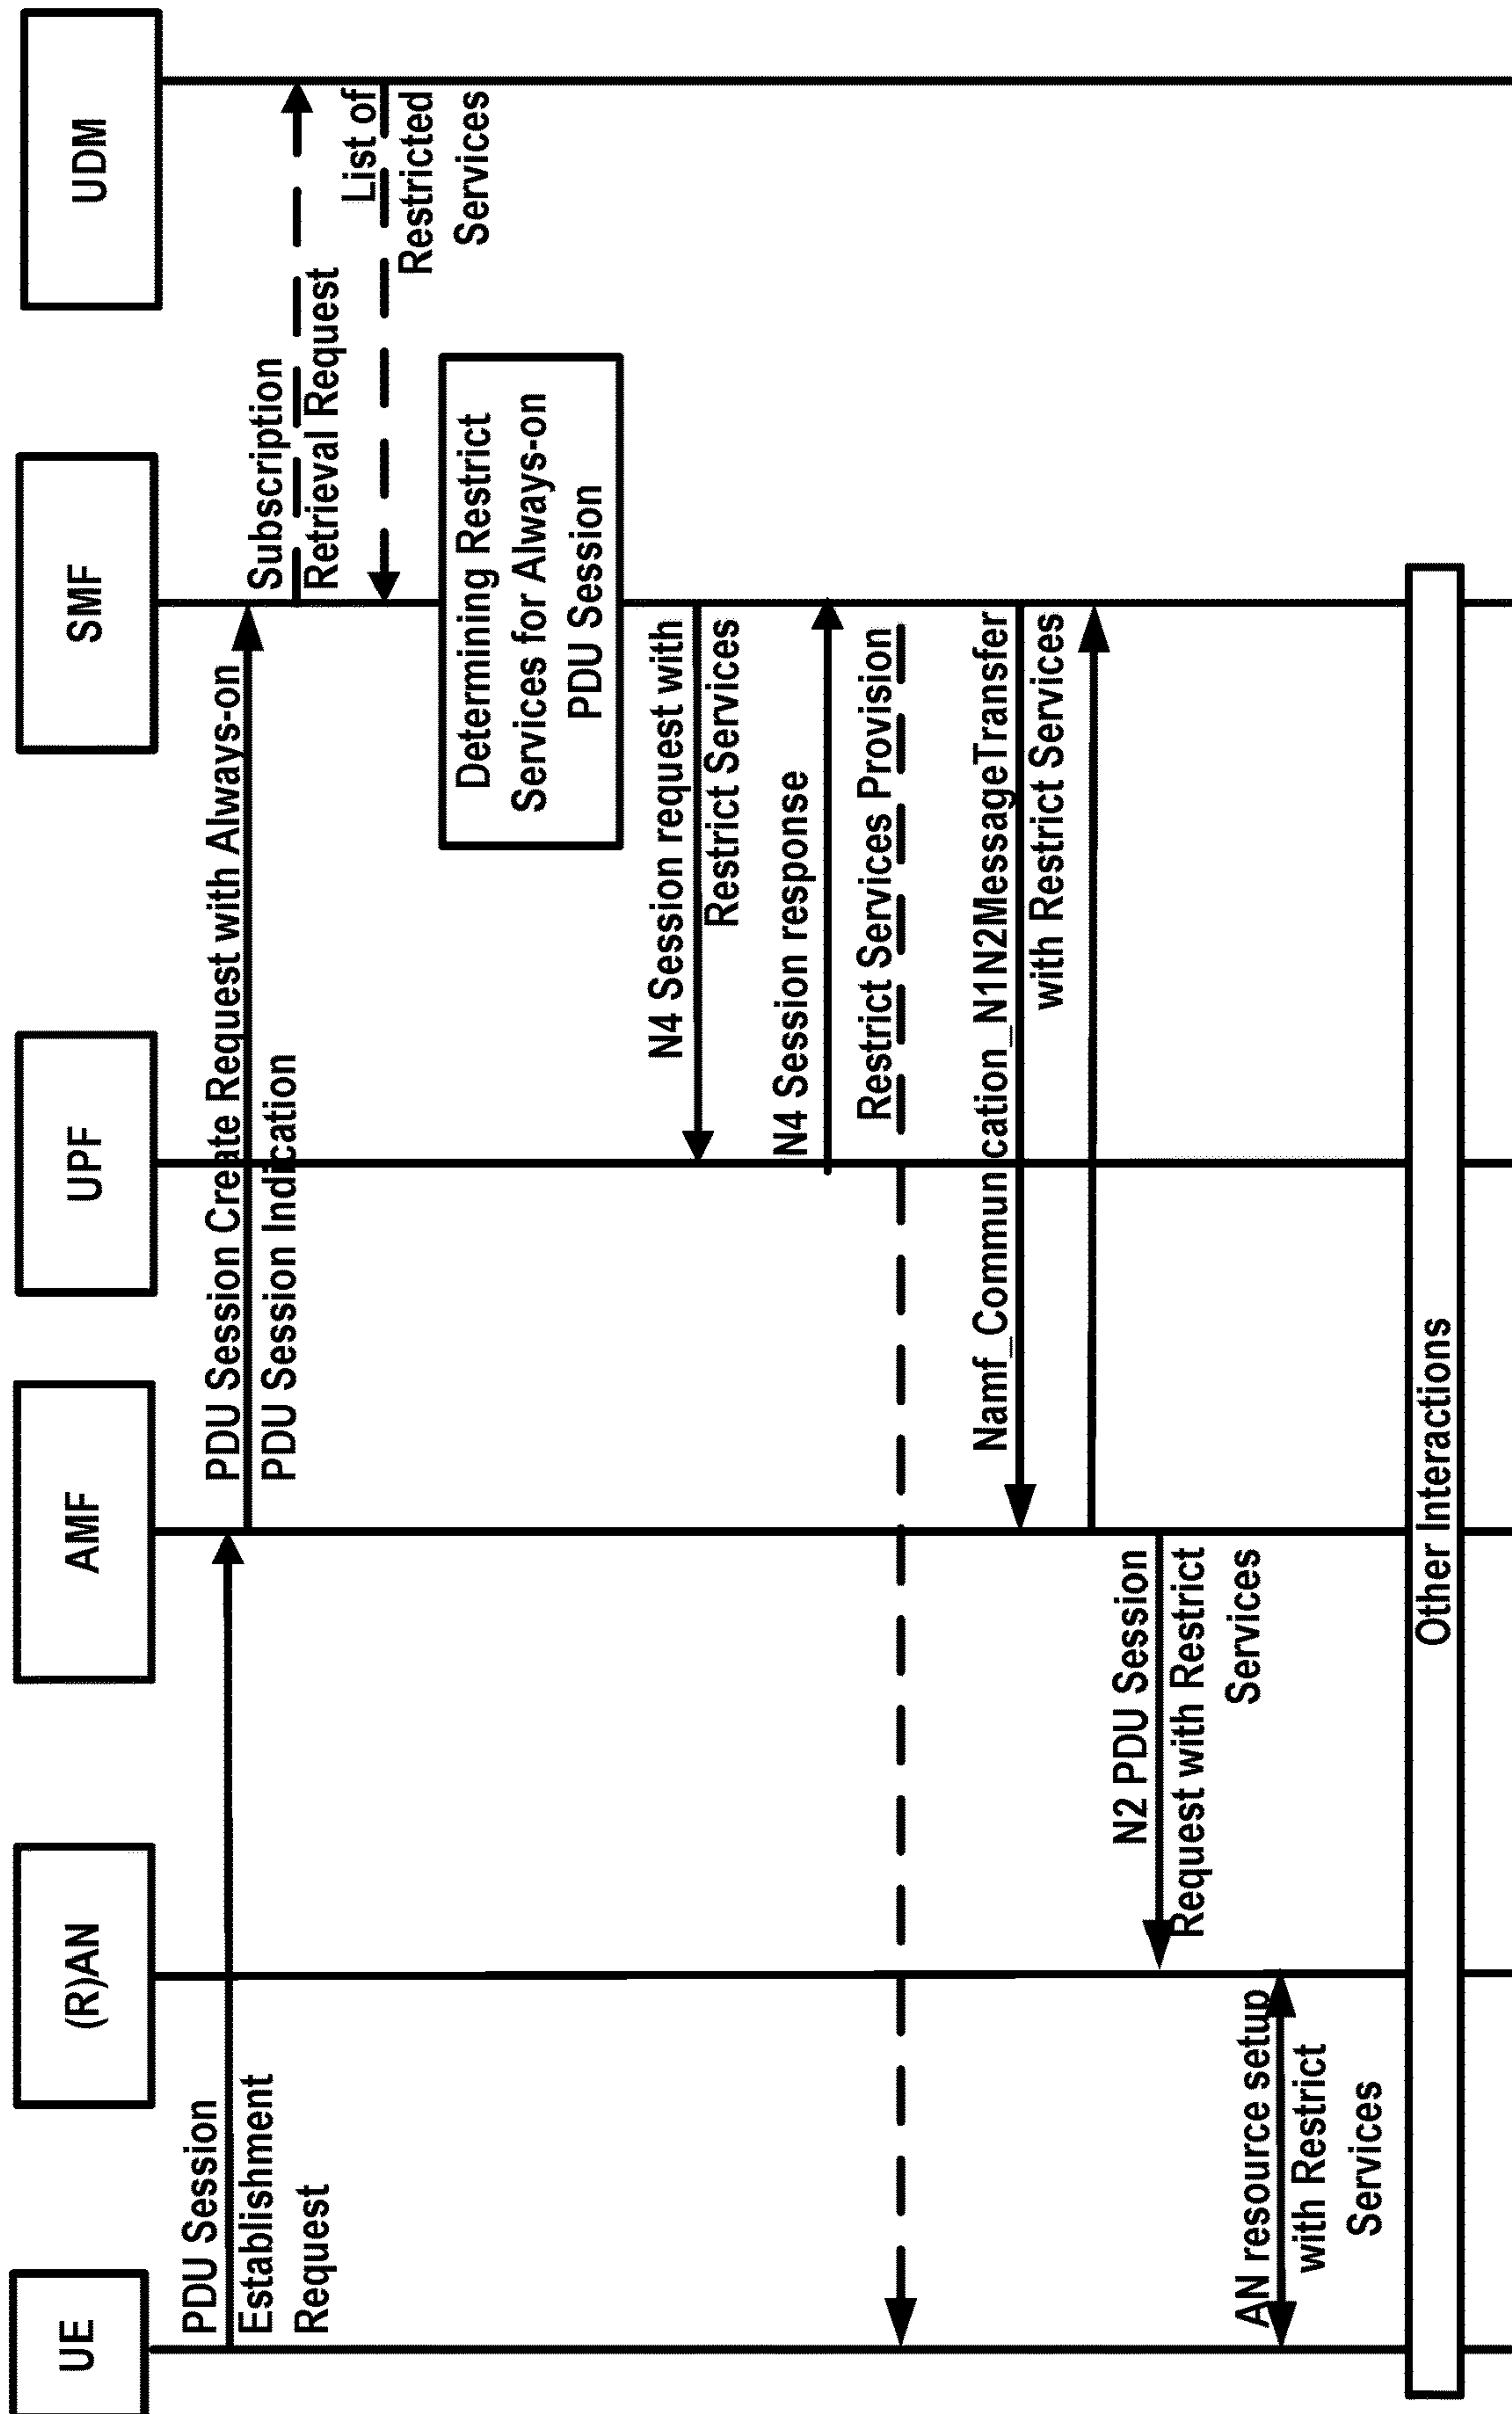 UE
(R)AN
AMF
UPF
SMF
UDM
PDU Session
Establishment
Request
PDU Session Create Request with Always-on
PDU Session Indication
Subscription
Retrieval Request
List of
Restricted
Services
Determining Restrict
Services for Always-on
PDU Session
N4 Session request with
Restrict Services
N4 Session response
Restrict Services Provision
Namf_Communication_N1N2MessageTransfer
with Restrict Services
N2 PDU Session
Request with Restrict
Services
AN resource setup
with Restrict
Services
Other Interactions